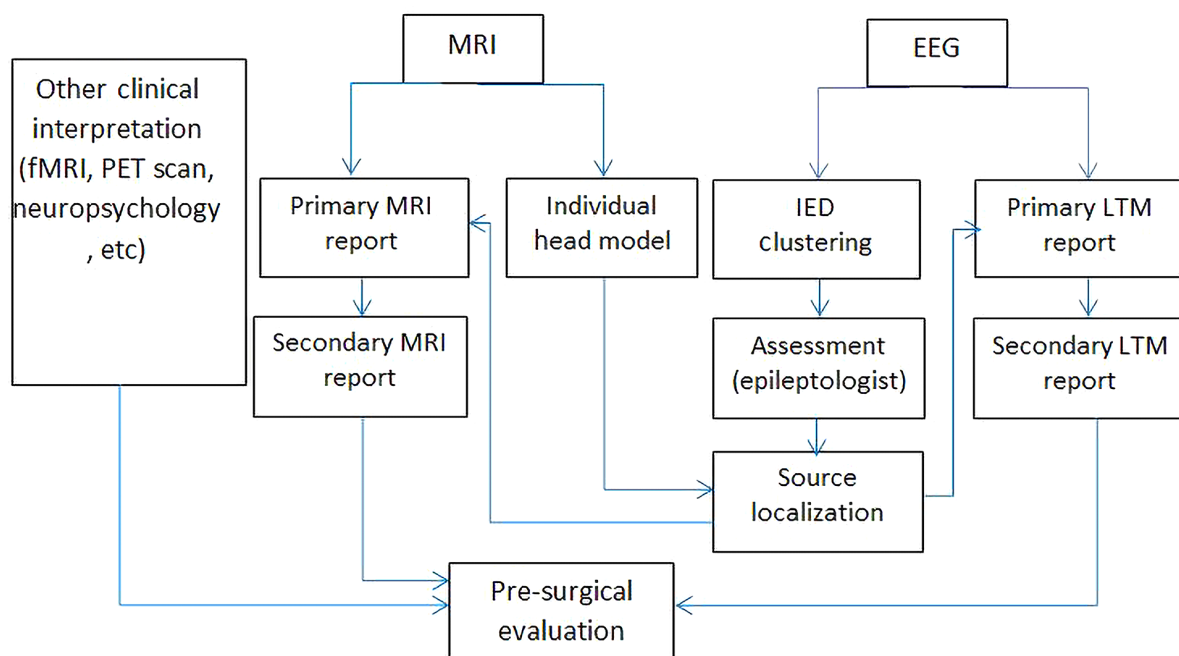 MRI
EEG
Other clinical
interpretation
(fMRI, PET scan,
neuropsychology
, etc)
Primary MRI
report
Individual
head model
IED
clustering
Primary LTM
report
Secondary MRI
report
Assessment
(epileptologist)
Secondary LTM
report
Source
localization
Pre-surgical
evaluation